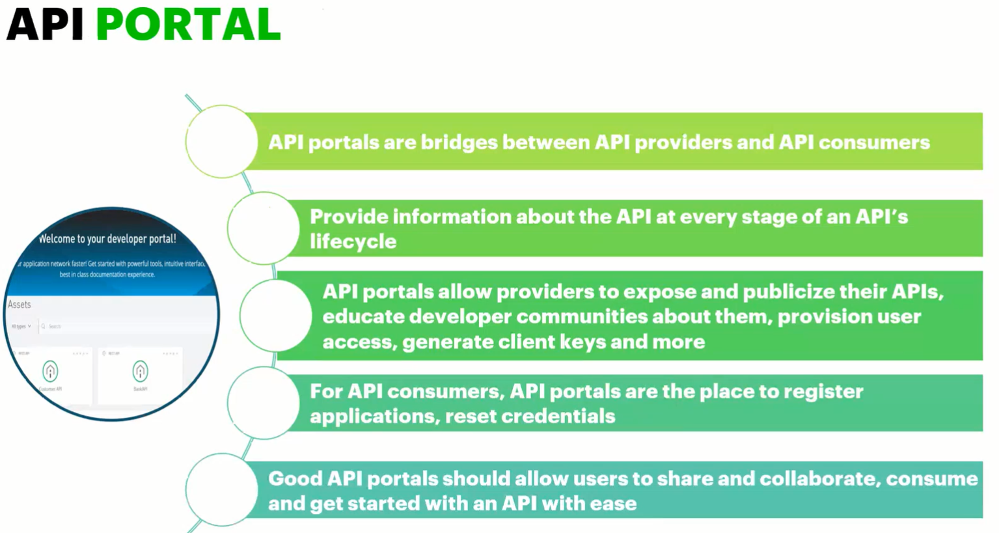 API PORTAL
API portals are bridges between API providers and API consumers
Provide information about the API at every stage of an API's
lifecycle
API portals allow providers to expose and publicize their APIs,
educate developer communities about them, provision user
access, generate client keys and more
For API consumers, API portals are the place to register
applications, reset credentials
Good API portals should allow users to share and collaborate, consume
and get started with an API with ease
Welcome to your developer portal!
application network faster! Get started with powerful tools, intuitive
best in class documentation experience.
Assets
All types
Search
REST API
REST API
Customer API
BankAPI